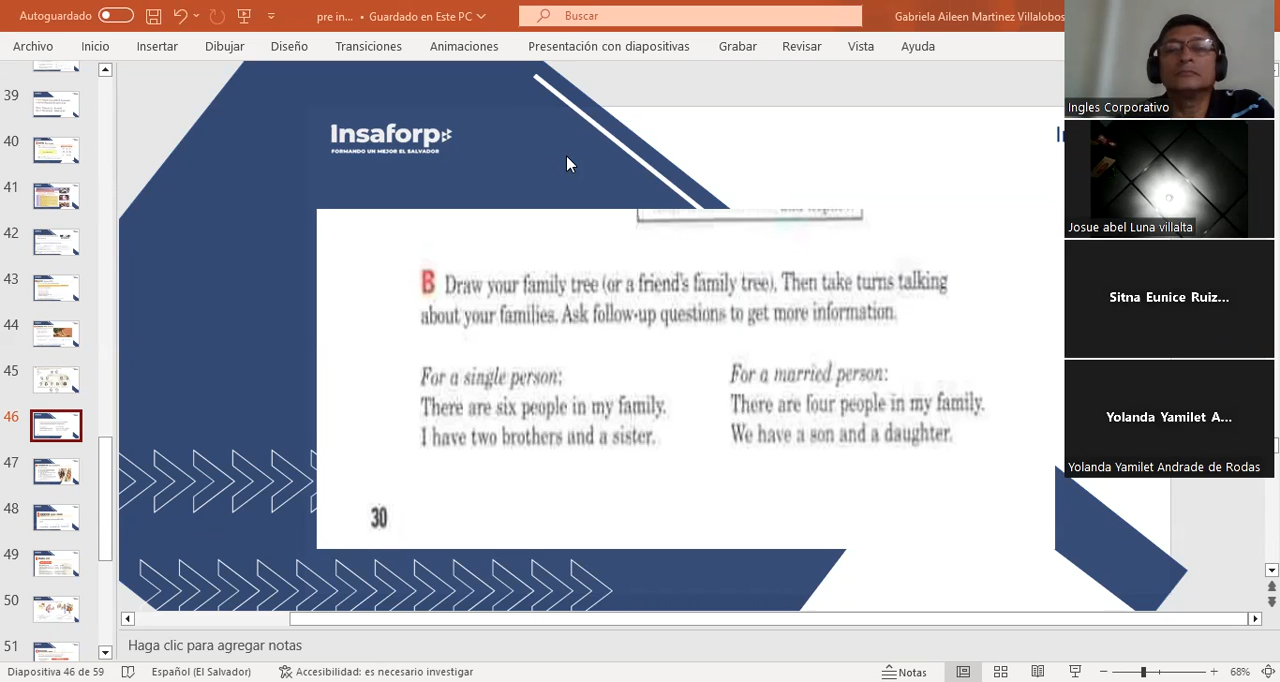 Autoguardado
pre in... • Guardado en Este PC
Buscar
Gabriela Aileen Martinez Villalobos
Archivo Inicio Insertar Dibujar Diseño Transiciones Animaciones Presentación con diapositivas Grabar Revisar Vista Ayuda
39
40
41
42
43
44
45
46
47
48
49
50
51
Insaforp
FORMANDO UN MEJOR EL SALVADOR
B Draw your family tree (or a friend's family tree). Then take turns talking
about your families. Ask follow-up questions to get more information.
For a single person:
There are six people in my family.
I have two brothers and a sister.
For a married person:
There are four people in my family.
We have a son and a daughter.
30
Ingles Corporativo
Josue abel Luna villalta
Sitna Eunice Ruiz...
Yolanda Yamilet A...
Yolanda Yamilet Andrade de Rodas
Haga clic para agregar notas
Diapositiva 46 de 59
Español (El Salvador)
Accesibilidad: es necesario investigar
Notas
68%